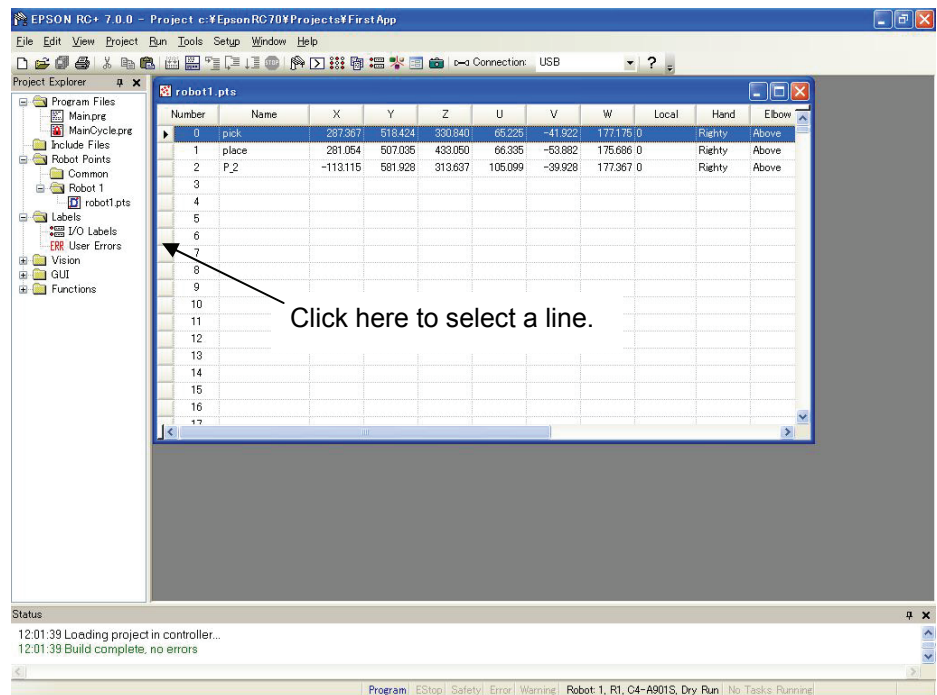 EPSON RC+ 7.0.0 - Project c:¥EpsonRC70¥Projects¥FirstApp
File Edit View Project Run Tools Setup Window Help
Connection: USB ?
Project Explorer
Program Files
Main.prg
MainCycle.prg
Include Files
Robot Points
Common
Robot 1
robot1.pts
Labels
I/O Labels
ERR User Errors
Vision
GUI
Functions
robot1.pts
Number Name X Y Z U V W Local Hand Elbow
0 pick 287.367 518.424 330.840 65.225 -41.922 177.175 0 Righty Above
1 place 281.054 507.035 433.050 66.335 -53.882 175.686 0 Righty Above
2 P_2 -113.115 581.928 313.637 105.099 -39.928 177.367 0 Righty Above
3
4
5
6
7
8
9
10
11
12
13
14
15
16
17
Click here to select a line.
Status
12:01:39 Loading project in controller...
12:01:39 Build complete, no errors
Program EStop Safety Error Warning Robot: 1, R1, C4-A901S, Dry Run No Tasks Running